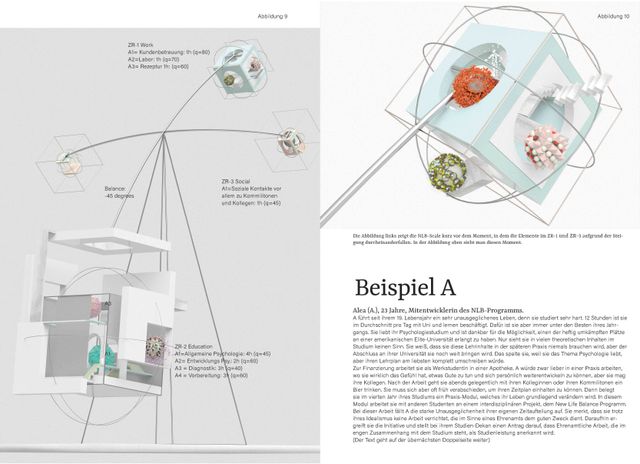 Abbildung 9
ZR-1 Work
A1= Kundenbetreuung: 1h (q=80)
A2=Labor: 1h (q=70)
A3= Rezeptur 1h (q=60)
ZR-3 Social
A1=Soziale Kontakte vor
allem zu Kommilitonen
und Kollegen: 1h (q=45)
Balance:
-45 degrees
ZR-2 Education
A1=Allgemeine Psychologie: 4h (q=45)
A2= Entwicklungs Psy.: 2h (q=60)
A3 = Diagnostik: 3h (q=40)
A4 = Vorbereitung: 3h (q=60)
Abbildung 10
Die Abbildung links zeigt die NLB-Scale kurz vor dem Moment, in dem die Elemente im ZR-1 und ZR-3 aufgrund der Stei-
gung durcheinanderfallen. In der Abbildung oben sieht man diesen Moment.
Beispiel A
Alea (A.), 23 Jahre, Mitentwicklerin des NLB-Programms.
A führt seit ihrem 19. Lebensjahr ein sehr unausgeglichenes Leben, denn sie studiert sehr hart. 12 Stunden ist sie
im Durchschnitt pro Tag mit Uni und lernen beschäftigt. Dafür ist sie aber immer unter den Besten ihres Jahr-
gangs. Sie liebt ihr Psychologiestudium und ist dankbar für die Möglichkeit, einen der heftig umkämpften Plätze
an einer amerikanischen Elite-Universität erlangt zu haben. Nur sieht sie in vielen theoretischen Inhalten im
Studium keinen Sinn. Sie weiß, dass sie diese Lehrinhalte in der späteren Praxis niemals brauchen wird, aber der
Abschluss an ihrer Universität sie noch weit bringen wird. Das spalte sie, weil sie das Thema Psychologie liebt,
aber ihren Lehrplan am liebsten komplett umschreiben würde.
Zur Finanzierung arbeitet sie als Werkstudentin in einer Apotheke. A würde zwar lieber in einer Praxis arbeiten,
wo sie wirklich das Gefühl hat, etwas Gutes zu tun und sich persönlich weiterentwickeln zu können, aber sie mag
ihre Kollegen. Nach der Arbeit geht sie abends gelegentlich mit ihren Kolleginnen oder ihren Kommilitonen ein
Bier trinken. Sie muss sich aber oft früh verabschieden, um vor ihren Zeitplan einhalten zu können. Dann belegt
sie im vierten Jahr ihres Studiums ein Praxis-Modul, welches ihr Leben grundlegend verändern wird. In diesem
Modul arbeitet sie mit anderen Studenten an einem interdisziplinären Projekt, dem New Life Balance Programm.
Bei dieser Arbeit fällt A die starke Unausgeglichenheit ihrer eigenen Zeitaufteilung auf. Sie merkt, dass sie trotz
ihres Idealismus keine Arbeit verrichtet, die im Sinne eines Ehrenamts dem guten Zweck dient. Daraufhin er-
greift sie die Initiative und stellt bei ihrem Studien-Dekan einen Antrag darauf, dass Ehrenamtliche Arbeit, die im
engen Zusammenhang mit dem Studium steht, als Studienleistung anerkannt wird.
(Der Text geht auf der übernächsten Doppelseite weiter)